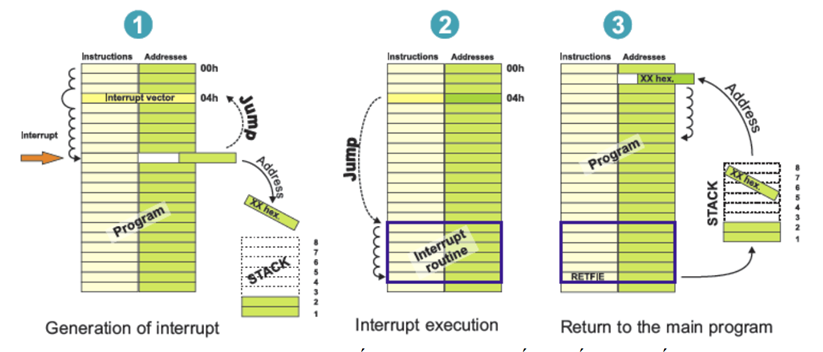 1
Instructions Addresses
00h
Interrupt vector 04h
Jump
Interrupt
Address
XX hex.
Program
8
7
6
5
4
3
2
1
STACK
Generation of interrupt
2
Instructions Addresses
00h
04h
Jump
Interrupt
routine
Interrupt execution
3
Instructions Addresses
XX hex.
Address
Program
8
7
6
5
4
3
2
1
XX hex.
STACK
RETFIE
Return to the main program